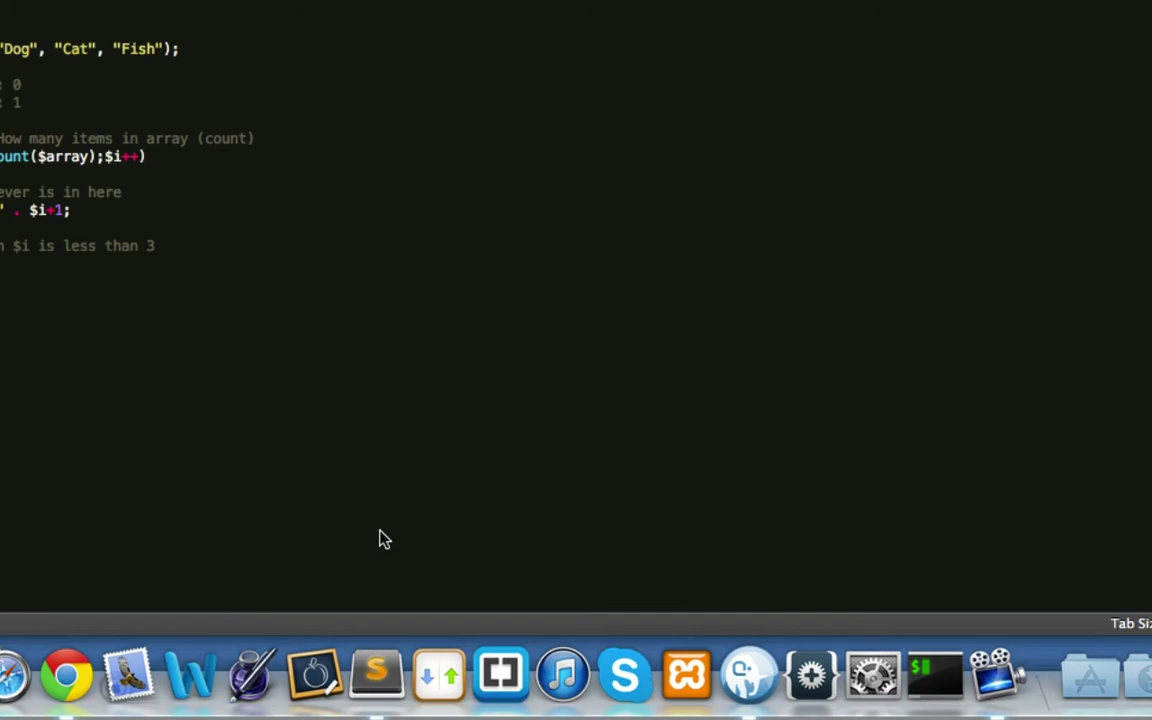 "Dog", "Cat", "Fish");
: 0
: 1
How many items in array (count)
ount($array);$i++)
ever is in here
" . $i+1;
n $i is less than 3
Tab Siz
W
S
S
$